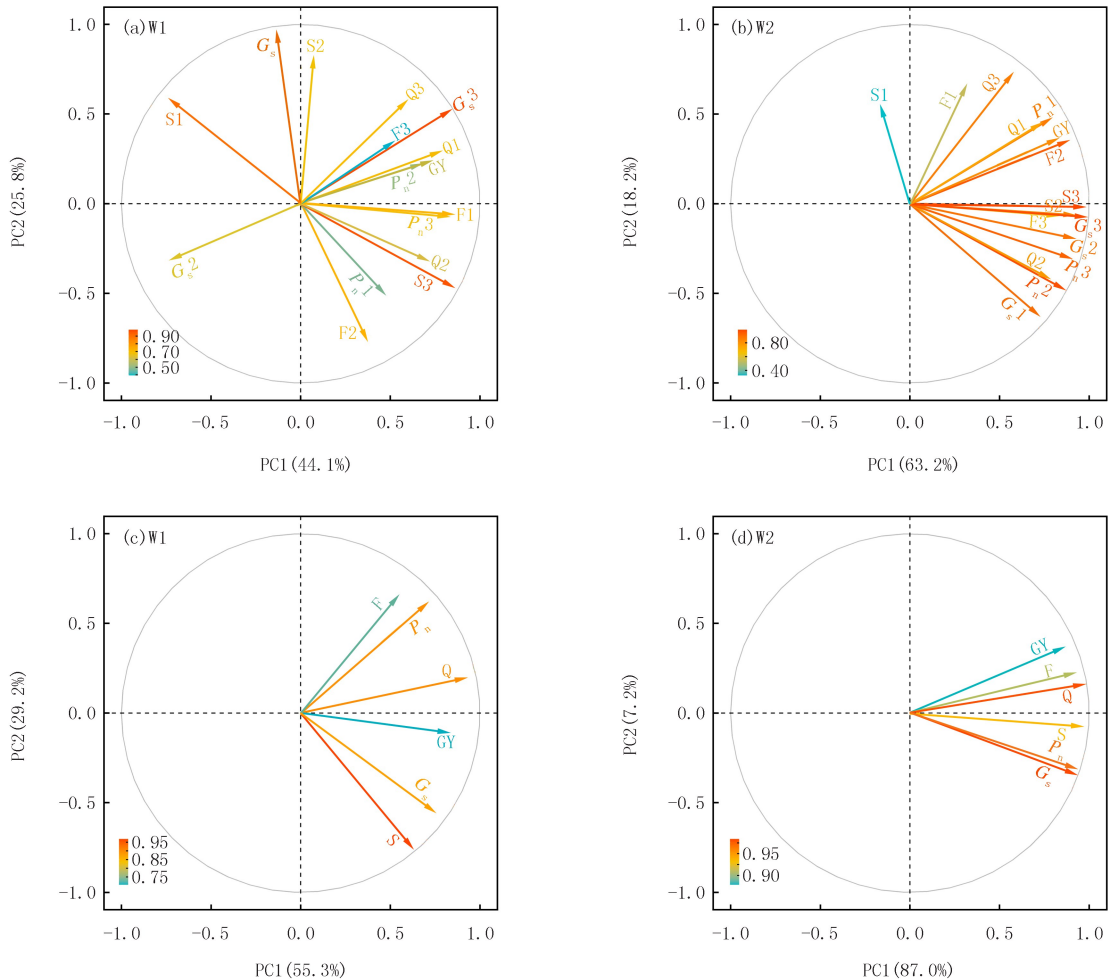 (a)W1
1.0
0.5
0.0
-0.5
-1.0
PC2(25.8%)
Gs
S2
Q3
Gs3
S1
F3
Q1
GY
Pn2
F1
Pn3
Gs2
Q2
S3
Pn1
F2
0.90
0.70
0.50
-1.0 -0.5 0.0 0.5 1.0
PC1(44.1%)
(b)W2
1.0
0.5
0.0
-0.5
-1.0
PC2(18.2%)
S1
F1
Q3
Pn1
Q1
GY
F2
S3
S2
F3
Gs3
Gs2
Q2
Pn3
Pn2
Gs1
0.80
0.40
-1.0 -0.5 0.0 0.5 1.0
PC1(63.2%)
(c)W1
1.0
0.5
0.0
-0.5
-1.0
PC2(29.2%)
F
Pn
Q
GY
Gs
S
0.95
0.85
0.75
-1.0 -0.5 0.0 0.5 1.0
PC1(55.3%)
(d)W2
1.0
0.5
0.0
-0.5
-1.0
PC2(7.2%)
GY
F
Q
S
Pn
Gs
0.95
0.90
-1.0 -0.5 0.0 0.5 1.0
PC1(87.0%)